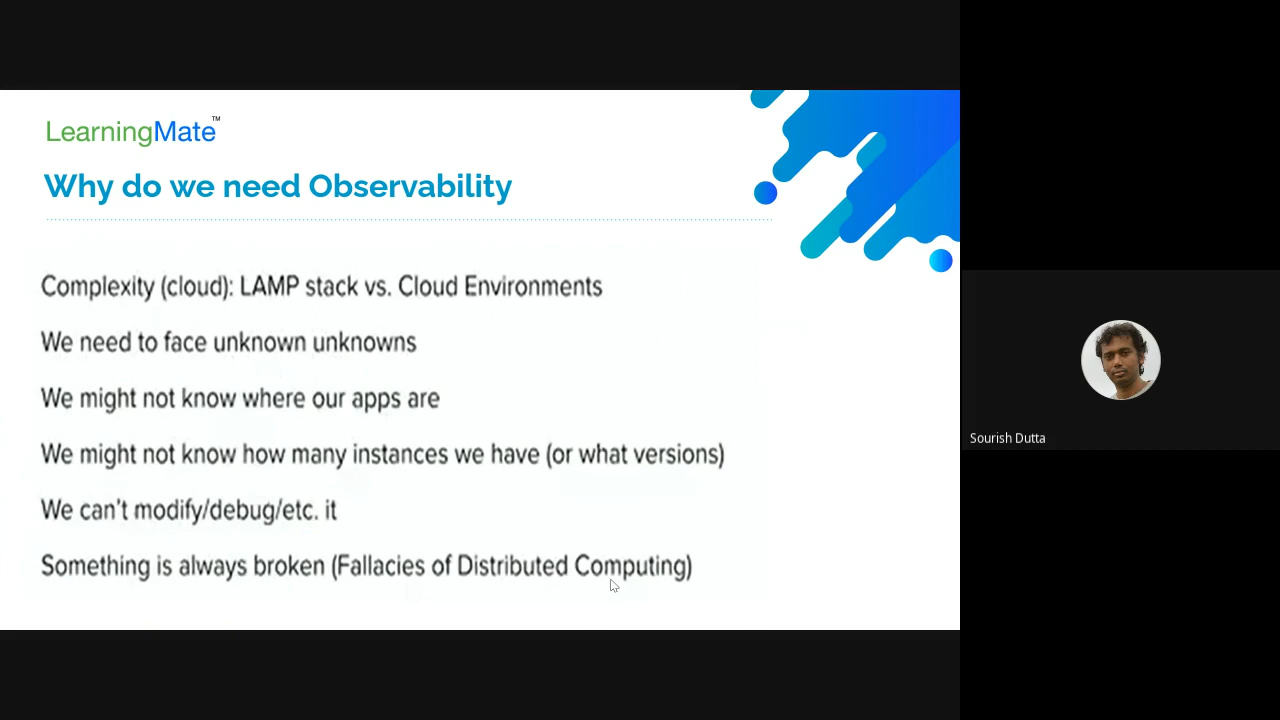 LearningMate™
Why do we need Observability
Complexity (cloud): LAMP stack vs. Cloud Environments
We need to face unknown unknowns
We might not know where our apps are
We might not know how many instances we have (or what versions)
We can't modify/debug/etc. it
Something is always broken (Fallacies of Distributed Computing)
Sourish Dutta